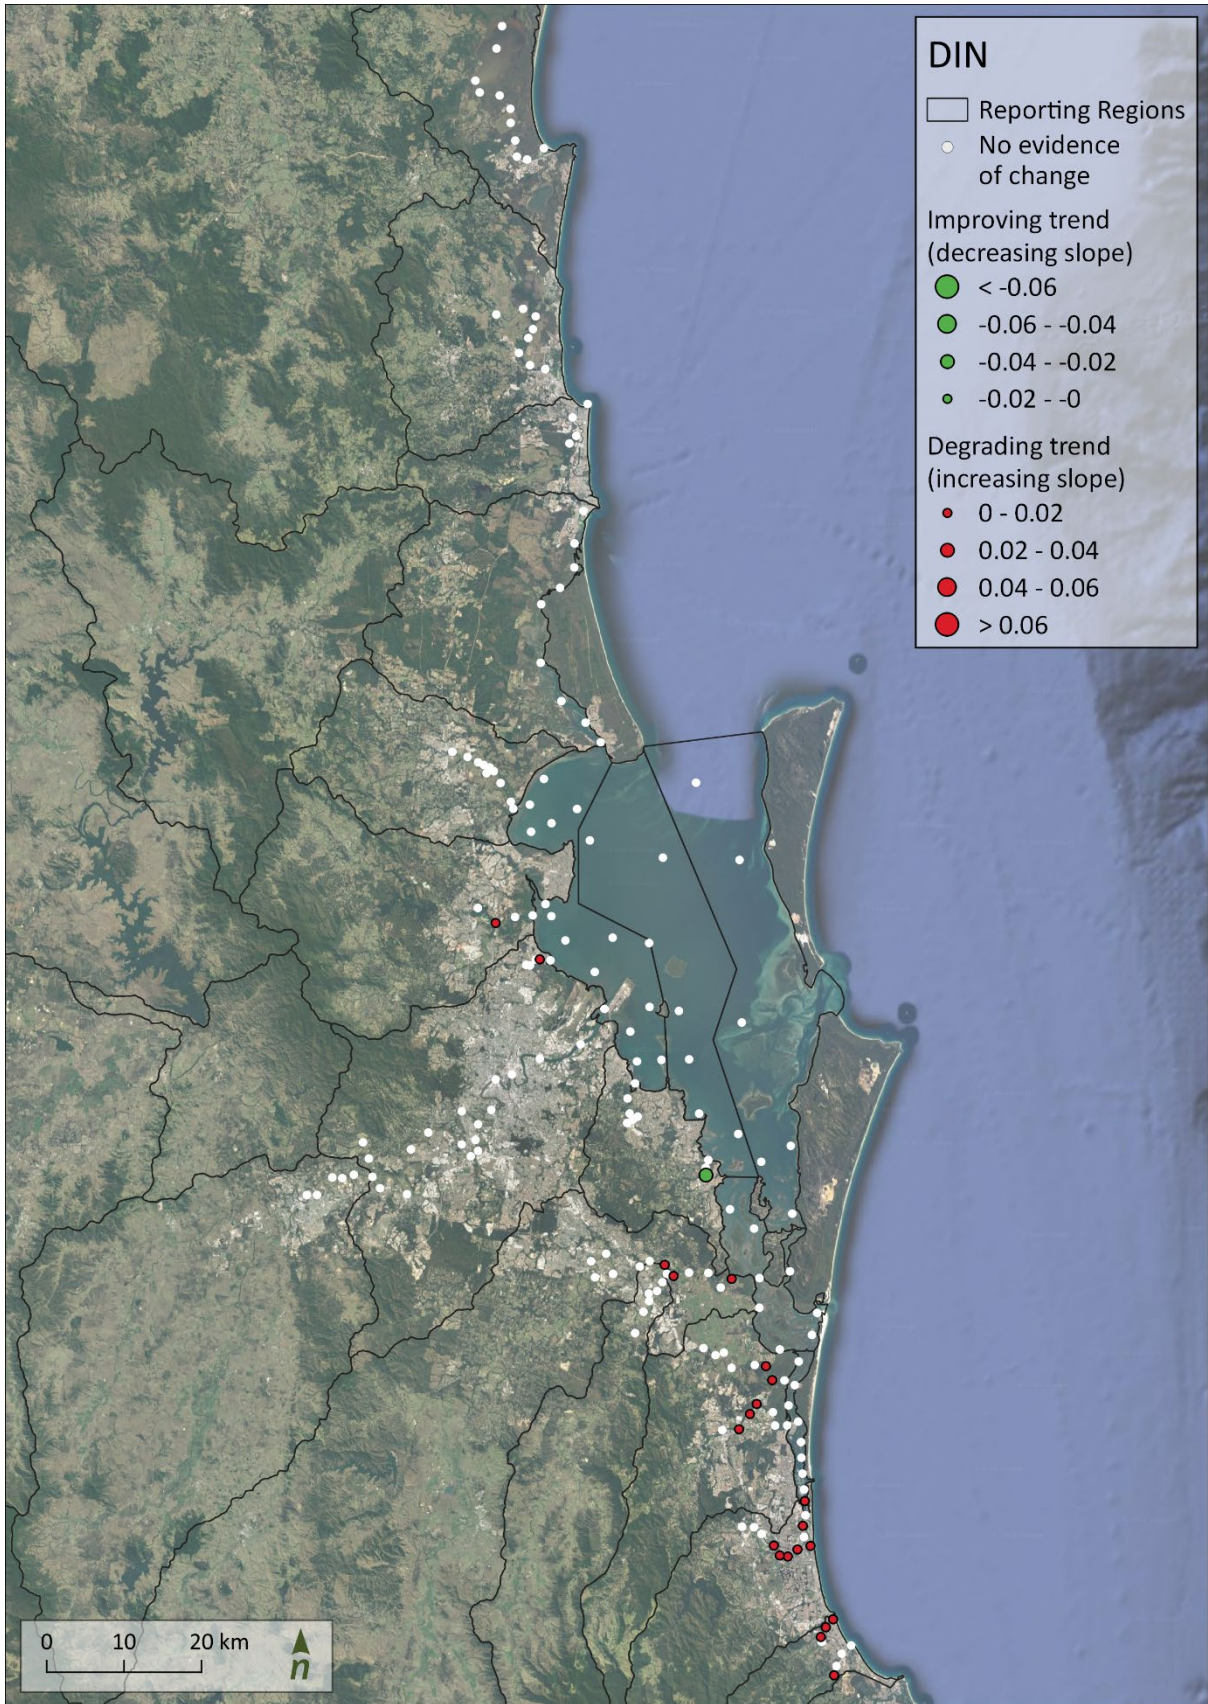 DIN
Reporting Regions
No evidence
of change
Improving trend
(decreasing slope)
< -0.06
-0.06 - -0.04
-0.04 - -0.02
-0.02 - -0
Degrading trend
(increasing slope)
0 - 0.02
0.02 - 0.04
0.04 - 0.06
> 0.06
0 10 20 km
n